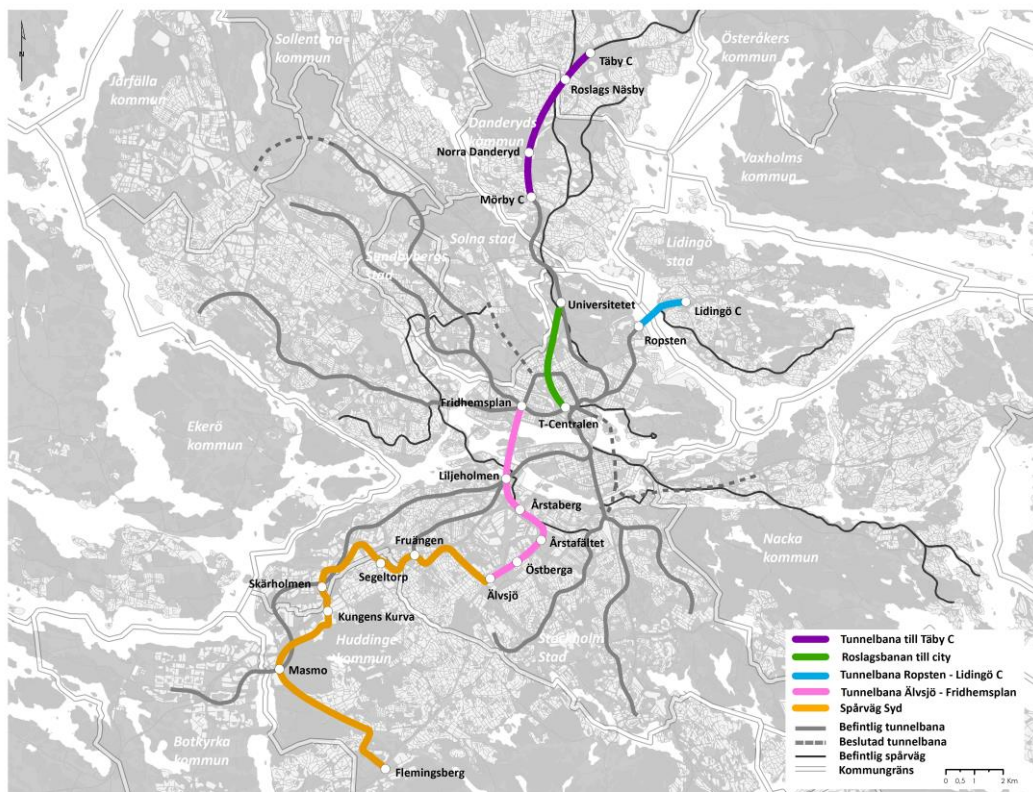 N
Sollentuna
kommun
Österåkers
kommun
Täby C
Järfälla
kommun
Roslags Näsby
Danderyds
kommun
Norra Danderyd
Vaxholms
kommun
Mörby C
Solna stad
Lidingö
stad
Sundbybergs
stad
Universitetet
Lidingö C
Ropsten
Fridhemsplan
T-Centralen
Ekerö
kommun
Liljeholmen
Årstaberg
Fruängen
Årstafältet
Nacka
kommun
Segeltorp
Östberga
Skärholmen
Älvsjö
Kungens Kurva
Huddinge
kommun
Stockholm
Stad
Masmo
Botkyrka
kommun
Flemingsberg
Tunnelbana till Täby C
Roslagsbanan till city
Tunnelbana Ropsten - Lidingö C
Tunnelbana Älvsjö - Fridhemsplan
Spårväg Syd
Befintlig tunnelbana
Beslutad tunnelbana
Befintlig spårväg
Kommungräns
0 0,5 1 2 Km